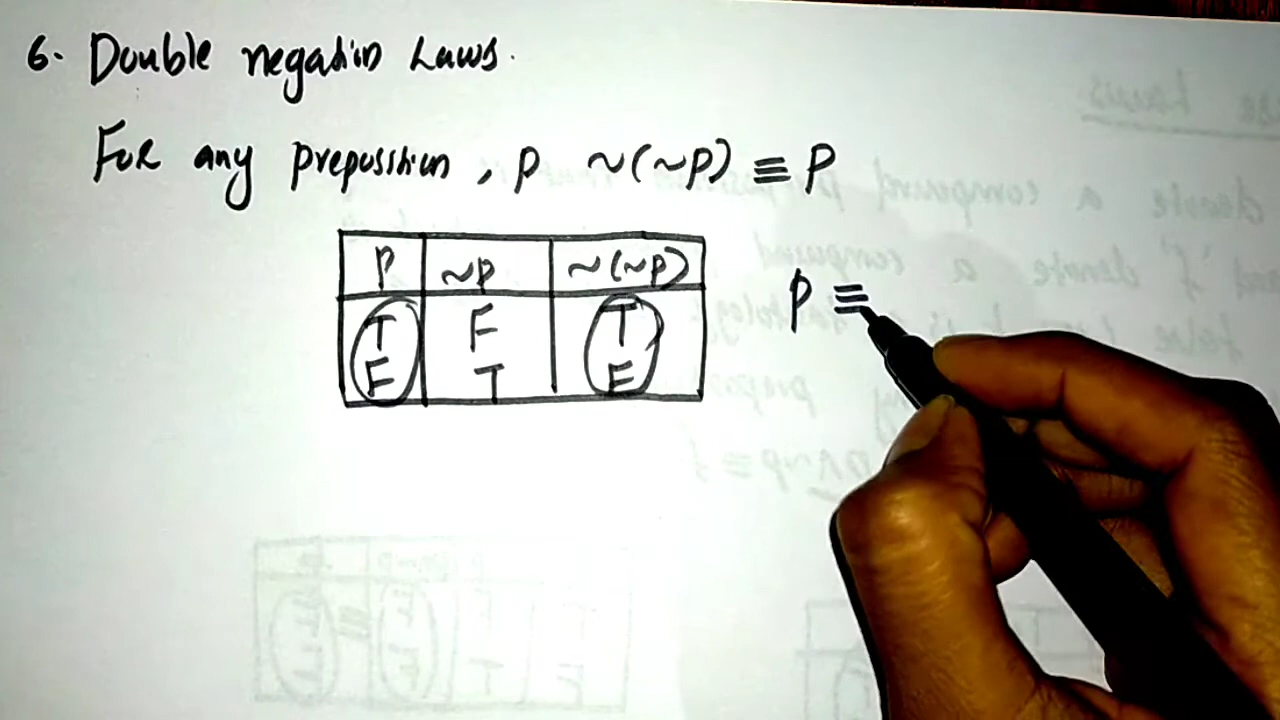 6. Double negation Laws.
For any preposition, p ~(~p) ≡ P
P ~p ~(~p)
T F T
F T F
P ≡